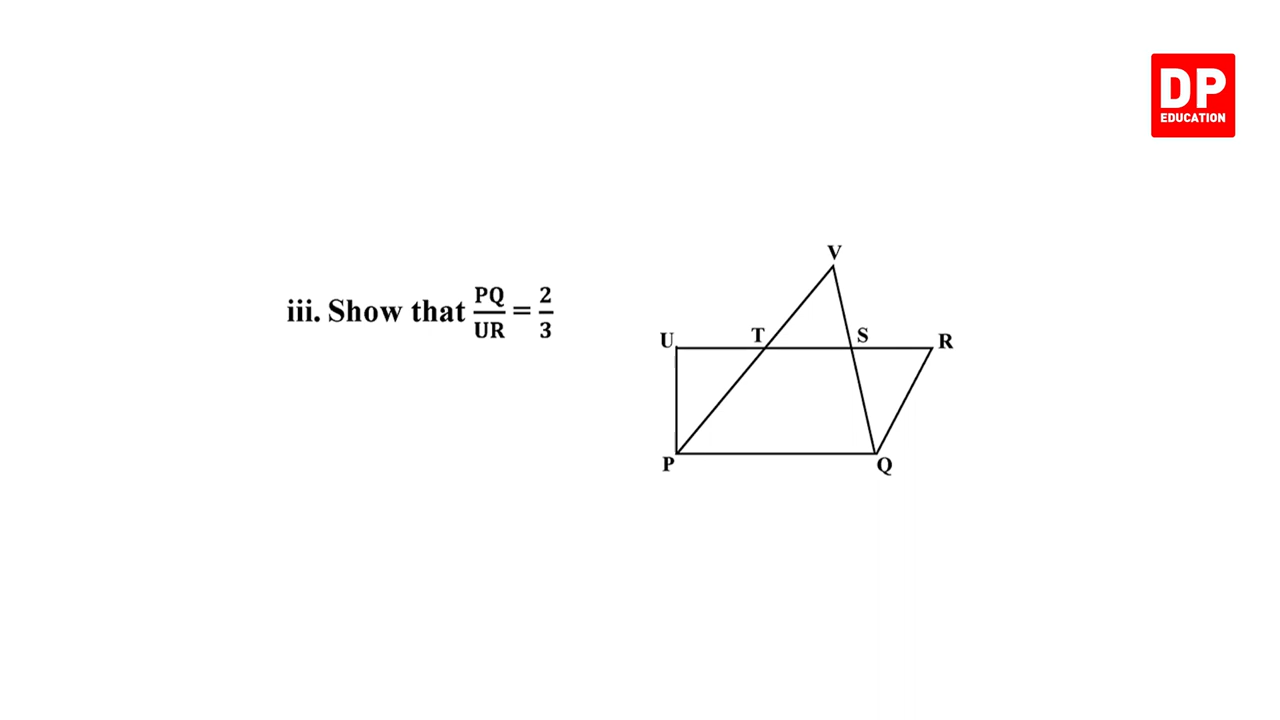 DP
EDUCATION
iii. Show that PQ/UR = 2/3
V
U T S R
P Q